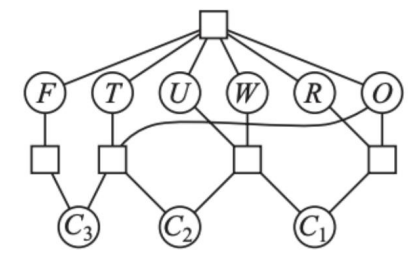 F T U W R O
C₃ C₂ C₁